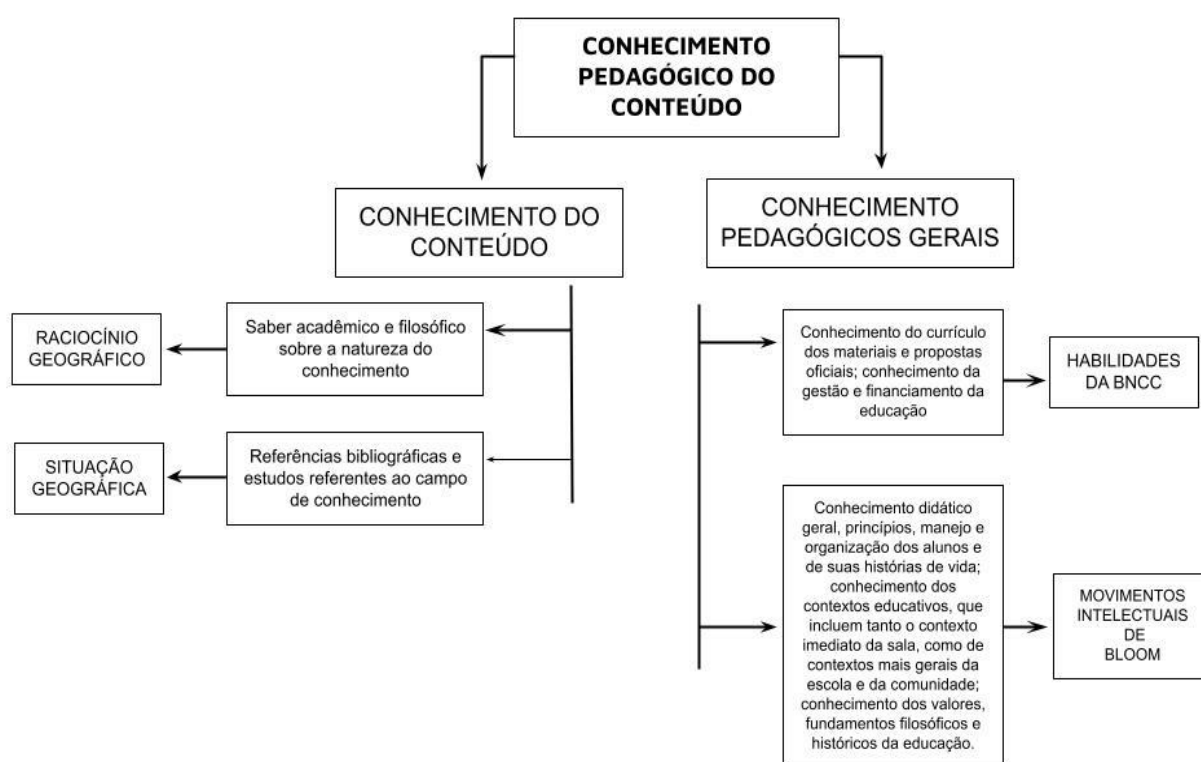 CONHECIMENTO
PEDAGÓGICO DO
CONTEÚDO
CONHECIMENTO DO
CONTEÚDO
CONHECIMENTO
PEDAGÓGICOS GERAIS
RACIOCÍNIO
GEOGRÁFICO
Saber acadêmico e filosófico
sobre a natureza do
conhecimento
SITUAÇÃO
GEOGRÁFICA
Referências bibliográficas e
estudos referentes ao campo
de conhecimento
Conhecimento do currículo
dos materiais e propostas
oficiais; conhecimento da
gestão e financiamento da
educação
HABILIDADES
DA BNCC
Conhecimento didático
geral, princípios, manejo e
organização dos alunos e
de suas histórias de vida;
conhecimento dos
contextos educativos, que
incluem tanto o contexto
imediato da sala, como de
contextos mais gerais da
escola e da comunidade;
conhecimento dos valores,
fundamentos filosóficos e
históricos da educação.
MOVIMENTOS
INTELECTUAIS
DE
BLOOM